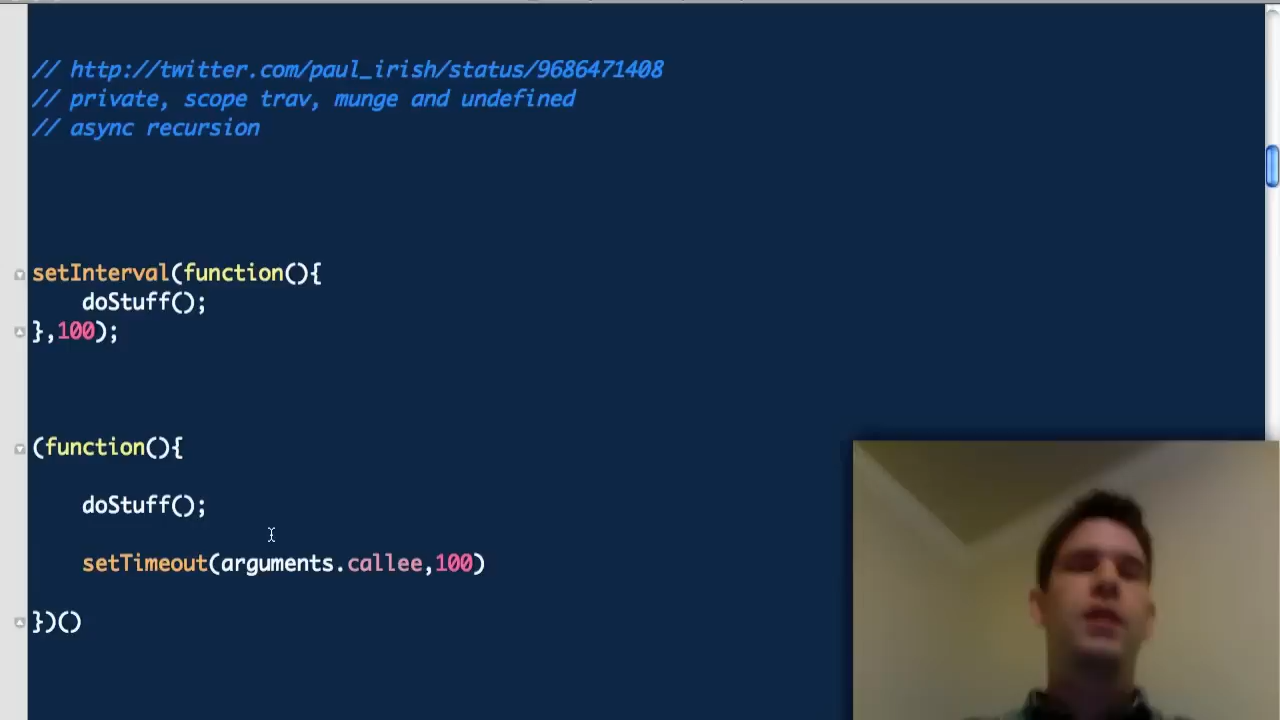 // http://twitter.com/paul_irish/status/9686471408
// private, scope trav, munge and undefined
// async recursion
setInterval(function(){
doStuff();
},100);
(function(){
doStuff();
setTimeout(arguments.callee,100)
})()